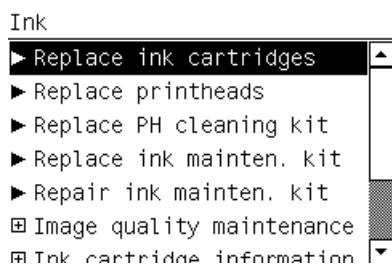 Ink
Replace ink cartridges
Replace printheads
Replace PH cleaning kit
Replace ink mainten. kit
Repair ink mainten. kit
Image quality maintenance
Ink cartridge information